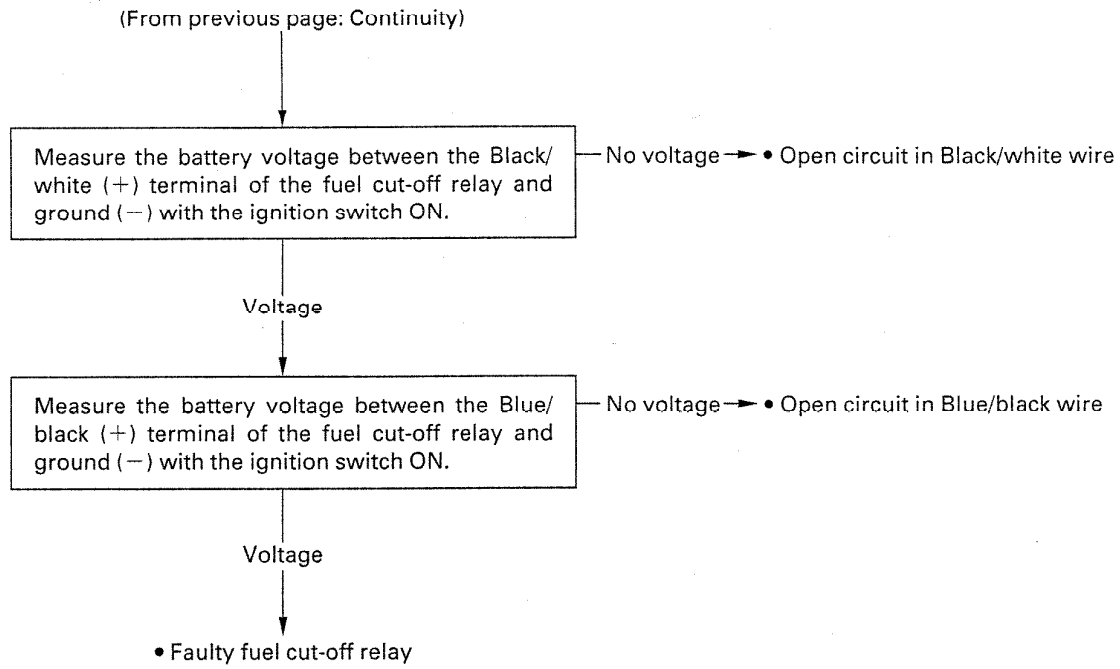 (From previous page: Continuity)
Measure the battery voltage between the Black/
white (+) terminal of the fuel cut-off relay and
ground (−) with the ignition switch ON.
No voltage
• Open circuit in Black/white wire
Voltage
Measure the battery voltage between the Blue/
black (+) terminal of the fuel cut-off relay and
ground (−) with the ignition switch ON.
No voltage
• Open circuit in Blue/black wire
Voltage
• Faulty fuel cut-off relay